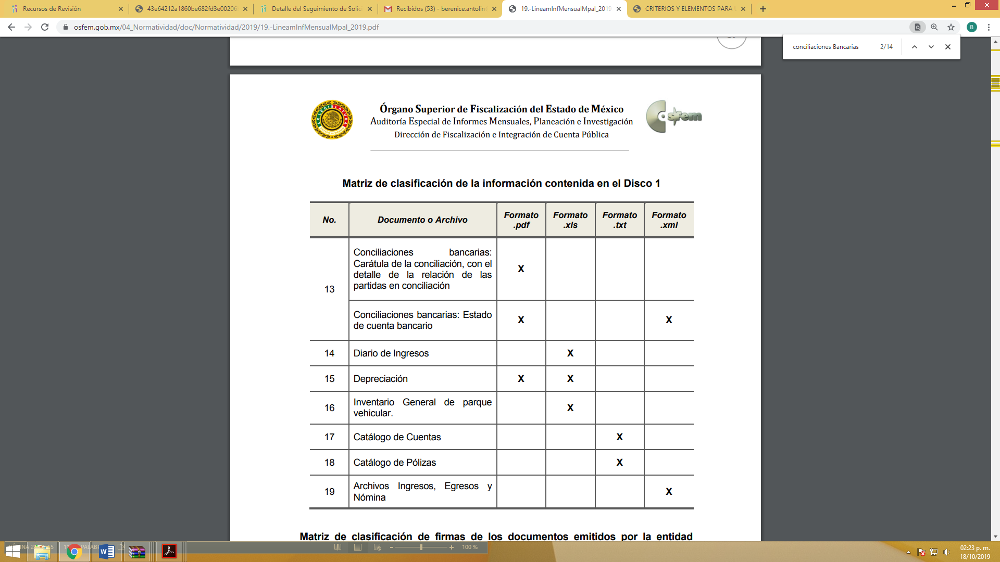 Recursos de Revisión
43e64212a1860be682fd3e00206
Detalle del Seguimiento de Solici
Recibidos (53) - berenice.antolin
19.-LineamInfMensualMpal_2019
CRITERIOS Y ELEMENTOS PARA
osfem.gob.mx/04_Normatividad/doc/Normatividad/2019/19.-LineamInfMensualMpal_2019.pdf
B
conciliaciones Bancarias 2/14
Órgano Superior de Fiscalización del Estado de México
Auditoría Especial de Informes Mensuales, Planeación e Investigación
Dirección de Fiscalización e Integración de Cuenta Pública
LX LEGISLATURA
osfem
Matriz de clasificación de la información contenida en el Disco 1
No. Documento o Archivo Formato .pdf Formato .xls Formato .txt Formato .xml
13 Conciliaciones bancarias:
Carátula de la conciliación, con el
detalle de la relación de las
partidas en conciliación X
Conciliaciones bancarias: Estado
de cuenta bancario X X
14 Diario de Ingresos X
15 Depreciación X X
16 Inventario General de parque
vehicular. X
17 Catálogo de Cuentas X
18 Catálogo de Pólizas X
19 Archivos Ingresos, Egresos y
Nómina X
Matriz de clasificación de firmas de los documentos emitidos por la entidad
100 %
02:23 p. m.
18/10/2019